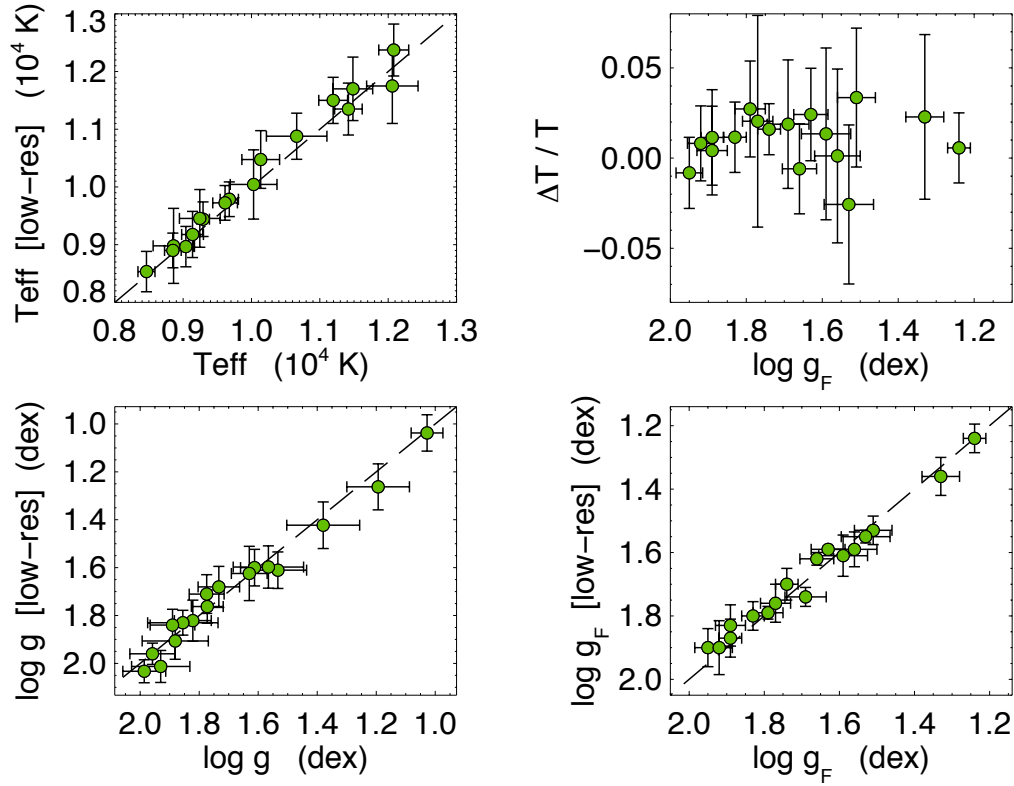 1.3
1.2
1.1
1.0
0.9
0.8
Teff [low−res] (10⁴ K)
0.8 0.9 1.0 1.1 1.2 1.3
Teff (10⁴ K)
0.05
0.00
−0.05
ΔT / T
2.0 1.8 1.6 1.4 1.2
log g_F (dex)
1.0
1.2
1.4
1.6
1.8
2.0
log g [low−res] (dex)
2.0 1.8 1.6 1.4 1.2 1.0
log g (dex)
1.2
1.4
1.6
1.8
2.0
log g_F [low−res] (dex)
2.0 1.8 1.6 1.4 1.2
log g_F (dex)